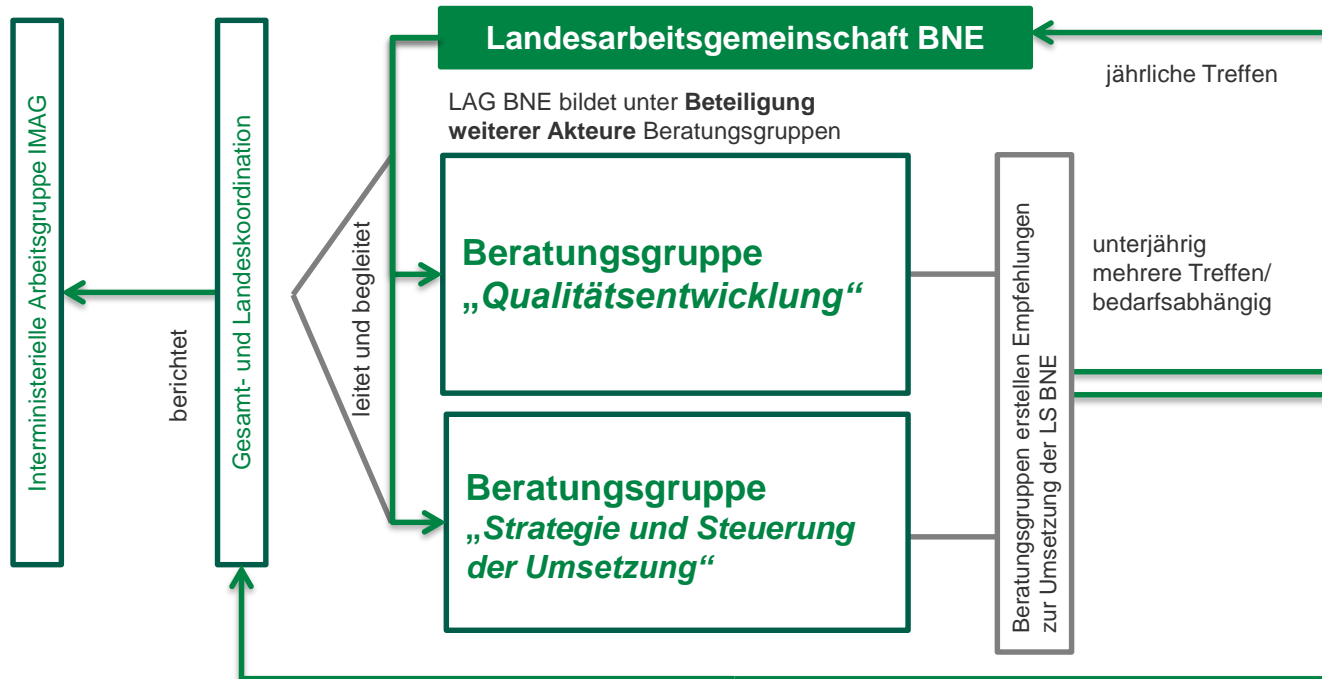 Landesarbeitsgemeinschaft BNE
jährliche Treffen
LAG BNE bildet unter Beteiligung
weiterer Akteure Beratungsgruppen
Interministerielle Arbeitsgruppe IMAG
berichtet
Gesamt- und Landeskoordination
leitet und begleitet
Beratungsgruppe
„Qualitätsentwicklung“
Beratungsgruppe
„Strategie und Steuerung
der Umsetzung“
Beratungsgruppen erstellen Empfehlungen
zur Umsetzung der LS BNE
unterjährig
mehrere Treffen/
bedarfsabhängig